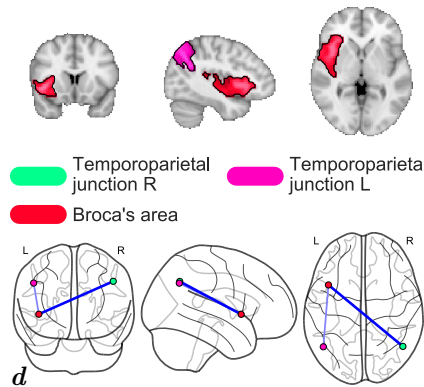 Temporoparietal
junction R
Temporoparieta
junction L
Broca's area
L R
L R
d